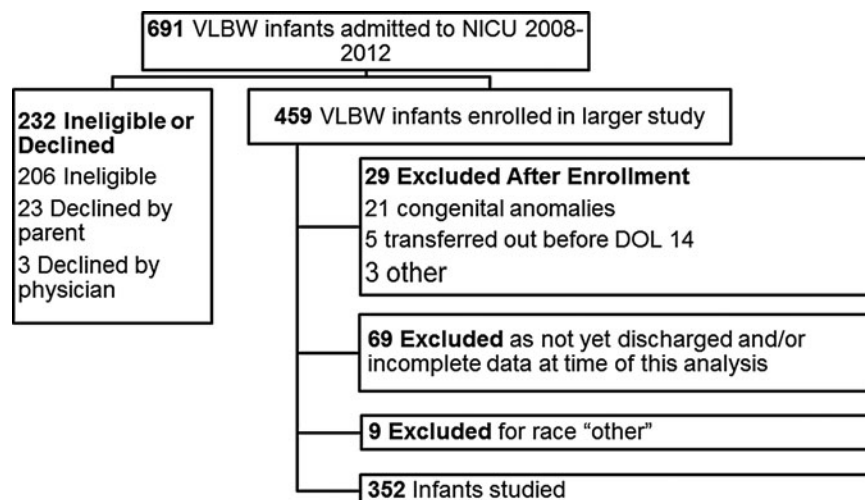 691 VLBW infants admitted to NICU 2008-
2012
232 Ineligible or
Declined
206 Ineligible
23 Declined by
parent
3 Declined by
physician
459 VLBW infants enrolled in larger study
29 Excluded After Enrollment
21 congenital anomalies
5 transferred out before DOL 14
3 other
69 Excluded as not yet discharged and/or
incomplete data at time of this analysis
9 Excluded for race “other”
352 Infants studied